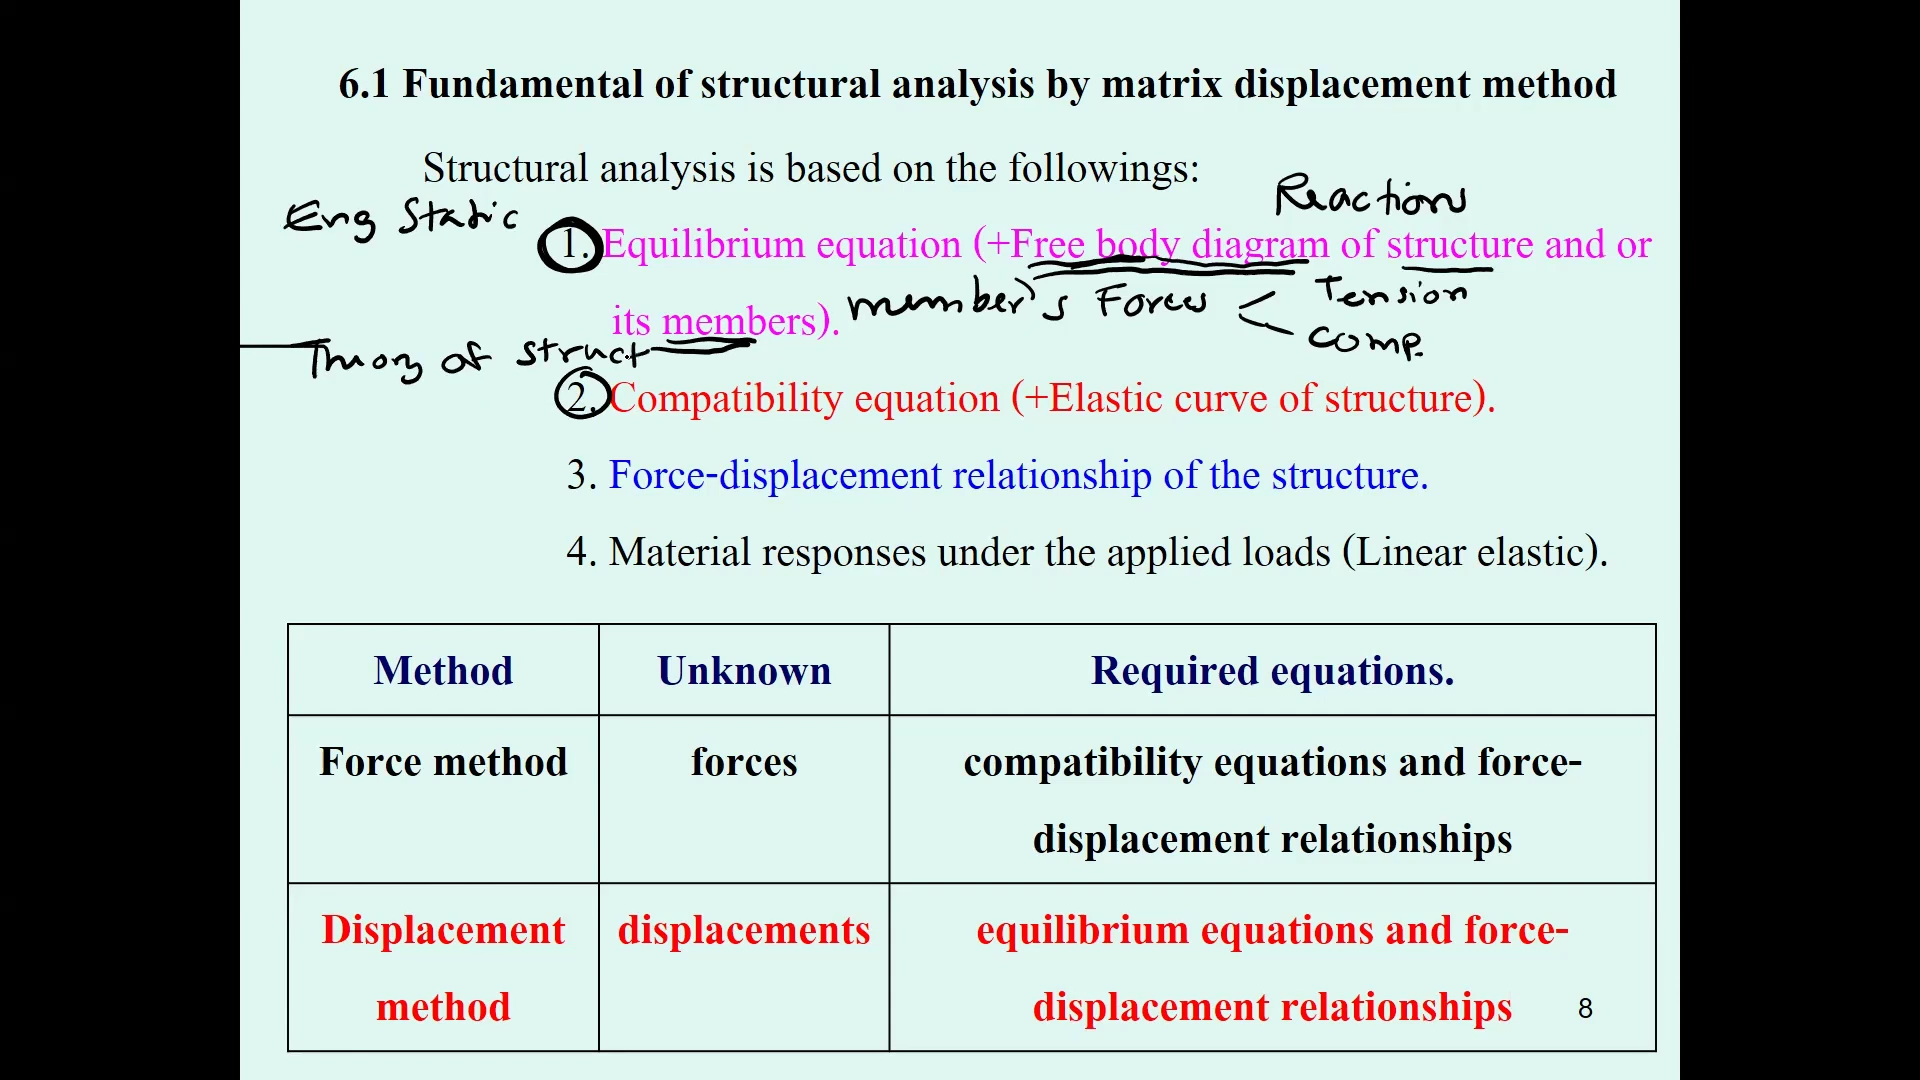 6.1 Fundamental of structural analysis by matrix displacement method
Structural analysis is based on the followings:
Reactions
Eng Static
1. Equilibrium equation (+Free body diagram of structure and or
its members).
member's Forces < Tension
Comp.
Theory of struct
2. Compatibility equation (+Elastic curve of structure).
3. Force-displacement relationship of the structure.
4. Material responses under the applied loads (Linear elastic).
Method Unknown Required equations.
Force method forces compatibility equations and force-
displacement relationships
Displacement displacements equilibrium equations and force-
method displacement relationships
8